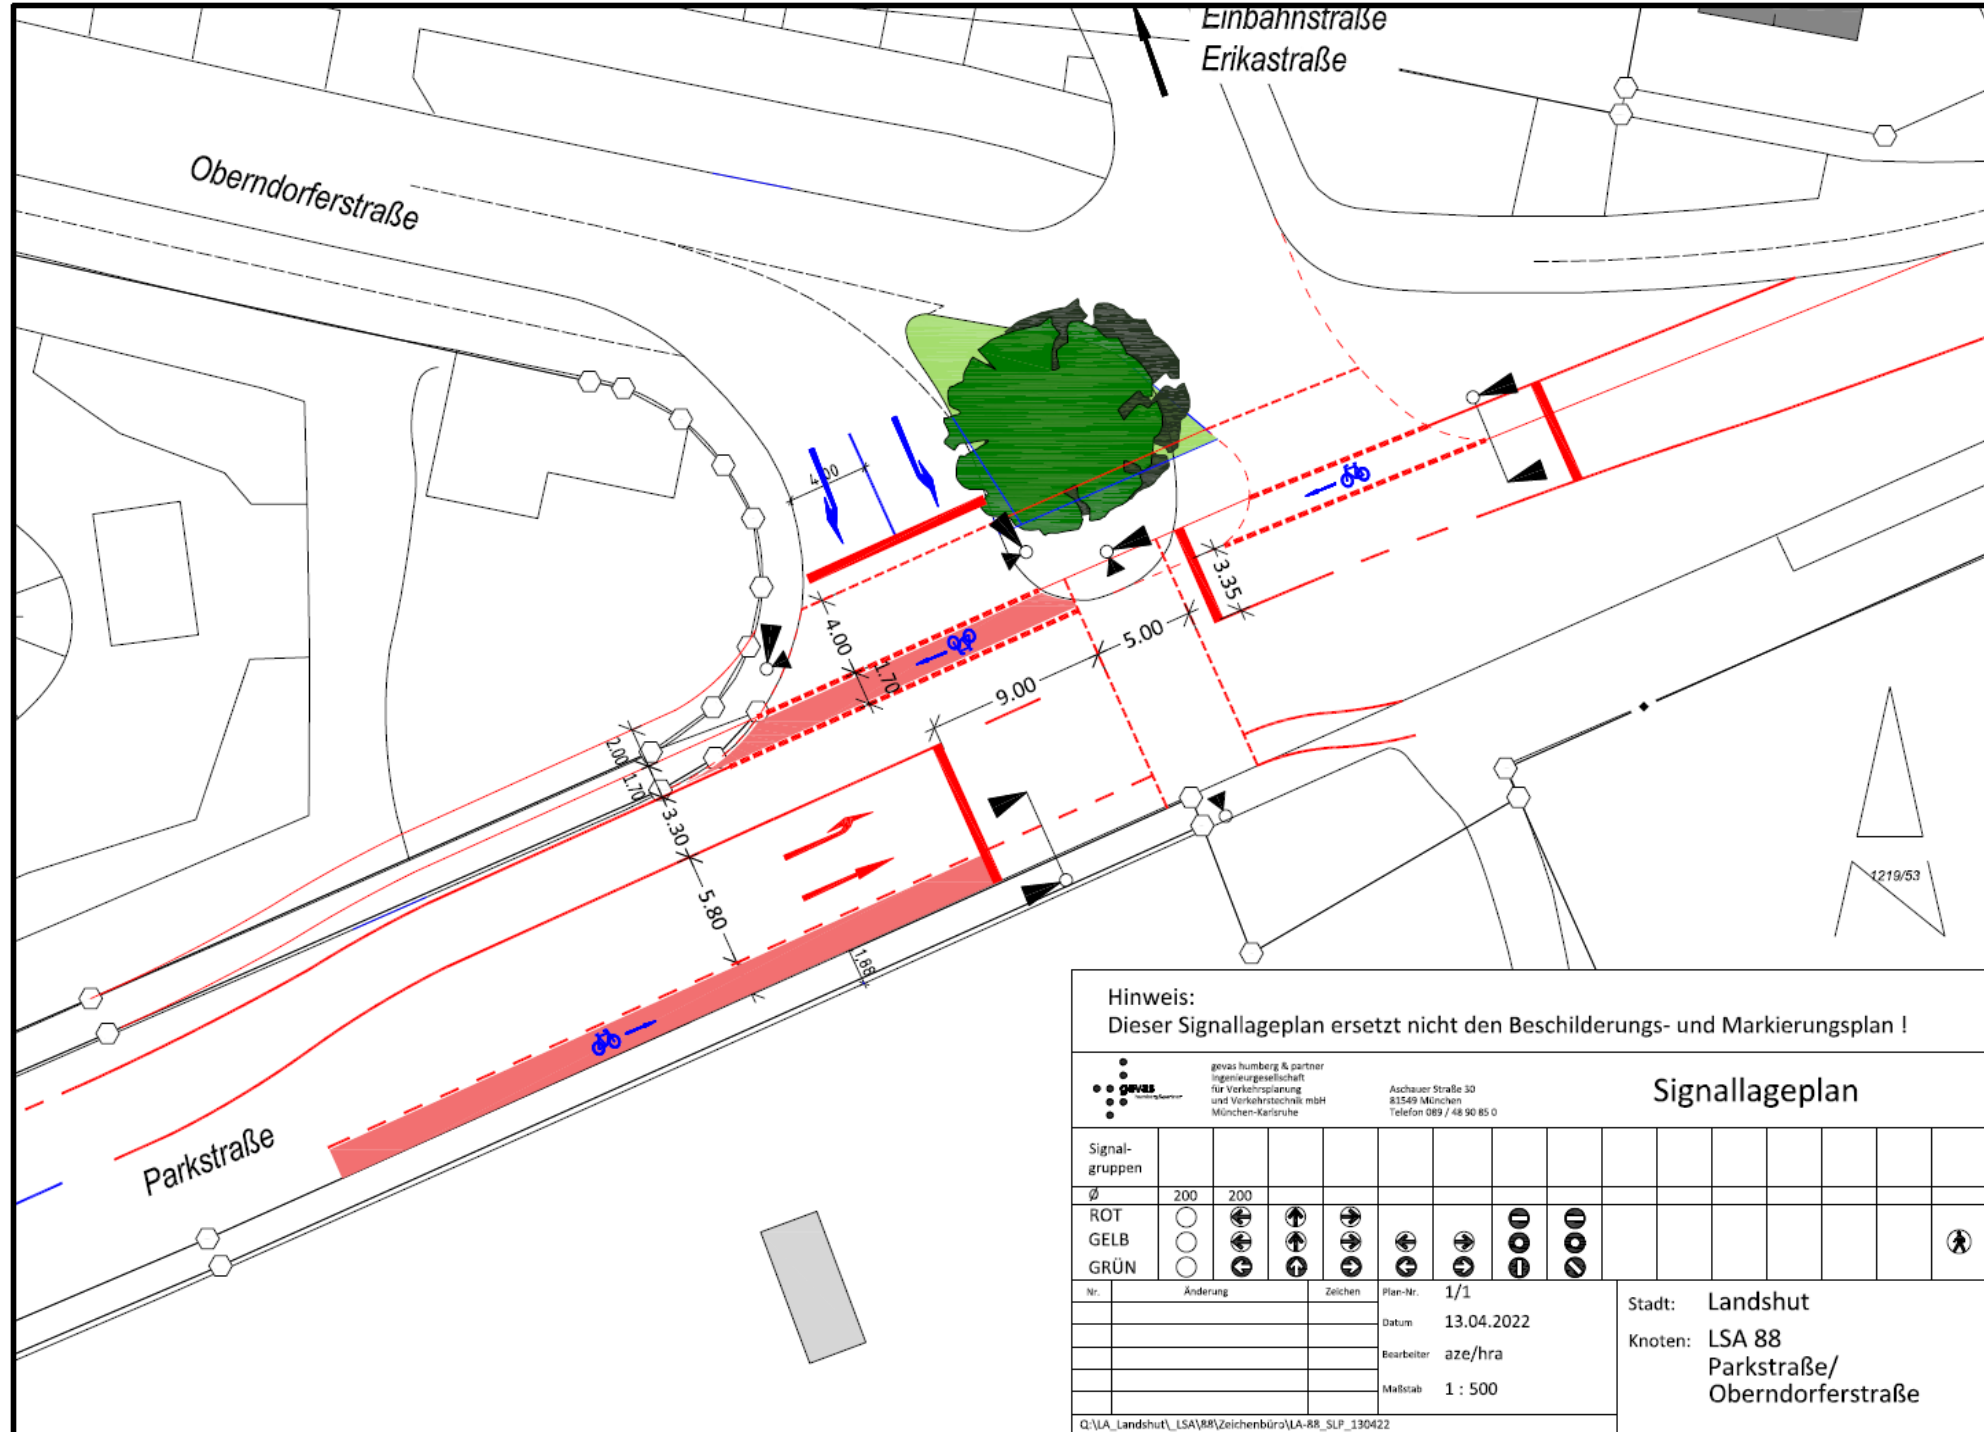 Einbahnstraße
Erikastraße
Oberndorferstraße
4.00
3.35
4.00
1.70
5.00
9.00
2.00
1.70
3.30
5.80
1.88
1219/53
Parkstraße
Hinweis:
Dieser Signallageplan ersetzt nicht den Beschilderungs- und Markierungsplan !
gevas
humberg&partner
gevas humberg & partner
Ingenieurgesellschaft
für Verkehrsplanung
und Verkehrstechnik mbH
München-Karlsruhe
Aschauer Straße 30
81549 München
Telefon 089 / 48 90 85 0
Signallageplan
Signal-
gruppen
Ø 200 200
ROT
GELB
GRÜN
Nr. Änderung Zeichen
Plan-Nr. 1/1
Datum 13.04.2022
Bearbeiter aze/hra
Maßstab 1 : 500
Stadt: Landshut
Knoten: LSA 88
Parkstraße/
Oberndorferstraße
Q:\LA_Landshut\_LSA\88\Zeichenbüro\LA-88_SLP_130422